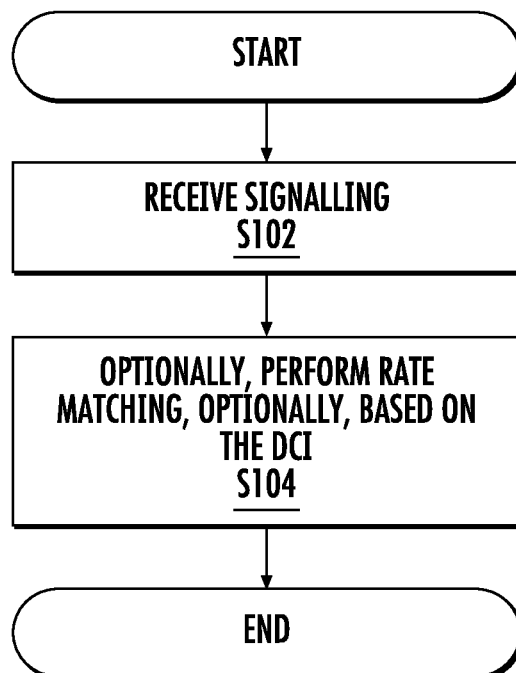 START
RECEIVE SIGNALLING
S102
OPTIONALLY, PERFORM RATE
MATCHING, OPTIONALLY, BASED ON
THE DCI
S104
END